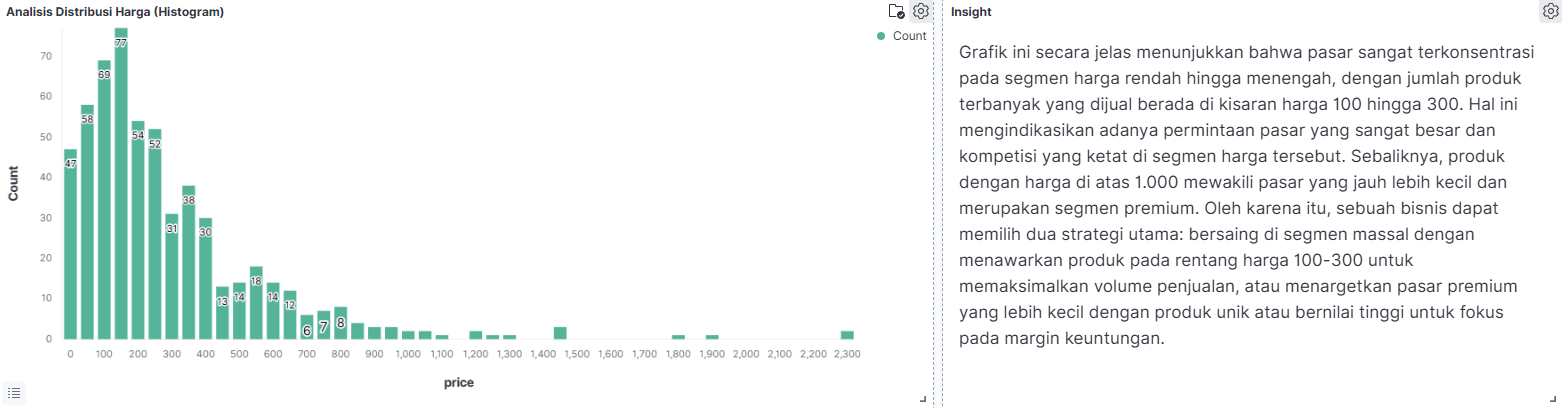 Analisis Distribusi Harga (Histogram)
Count
70
60
50
40
30
20
10
0
Count
47
58
69
77
54
52
31
38
30
13
14
18
14
12
6
7
8
0
100
200
300
400
500
600
700
800
900
1,000
1,100
1,200
1,300
1,400
1,500
1,600
1,700
1,800
1,900
2,000
2,100
2,200
2,300
price
Insight
Grafik ini secara jelas menunjukkan bahwa pasar sangat terkonsentrasi
pada segmen harga rendah hingga menengah, dengan jumlah produk
terbanyak yang dijual berada di kisaran harga 100 hingga 300. Hal ini
mengindikasikan adanya permintaan pasar yang sangat besar dan
kompetisi yang ketat di segmen harga tersebut. Sebaliknya, produk
dengan harga di atas 1.000 mewakili pasar yang jauh lebih kecil dan
merupakan segmen premium. Oleh karena itu, sebuah bisnis dapat
memilih dua strategi utama: bersaing di segmen massal dengan
menawarkan produk pada rentang harga 100-300 untuk
memaksimalkan volume penjualan, atau menargetkan pasar premium
yang lebih kecil dengan produk unik atau bernilai tinggi untuk fokus
pada margin keuntungan.